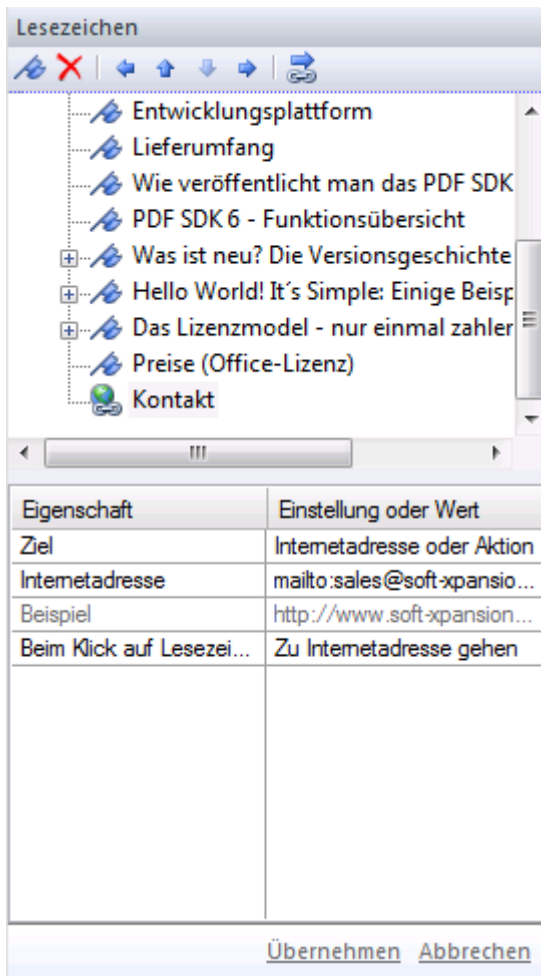 Lesezeichen
Entwicklungsplattform
Lieferumfang
Wie veröffentlicht man das PDF SDK
PDF SDK 6 - Funktionsübersicht
Was ist neu? Die Versionsgeschichte
Hello World! It´s Simple: Einige Beisp
Das Lizenzmodel - nur einmal zahler
Preise (Office-Lizenz)
Kontakt
Eigenschaft Einstellung oder Wert
Ziel Internetadresse oder Aktion
Internetadresse mailto:sales@soft-xpansio...
Beispiel http://www.soft-xpansion...
Beim Klick auf Lesezei... Zu Internetadresse gehen
Übernehmen Abbrechen